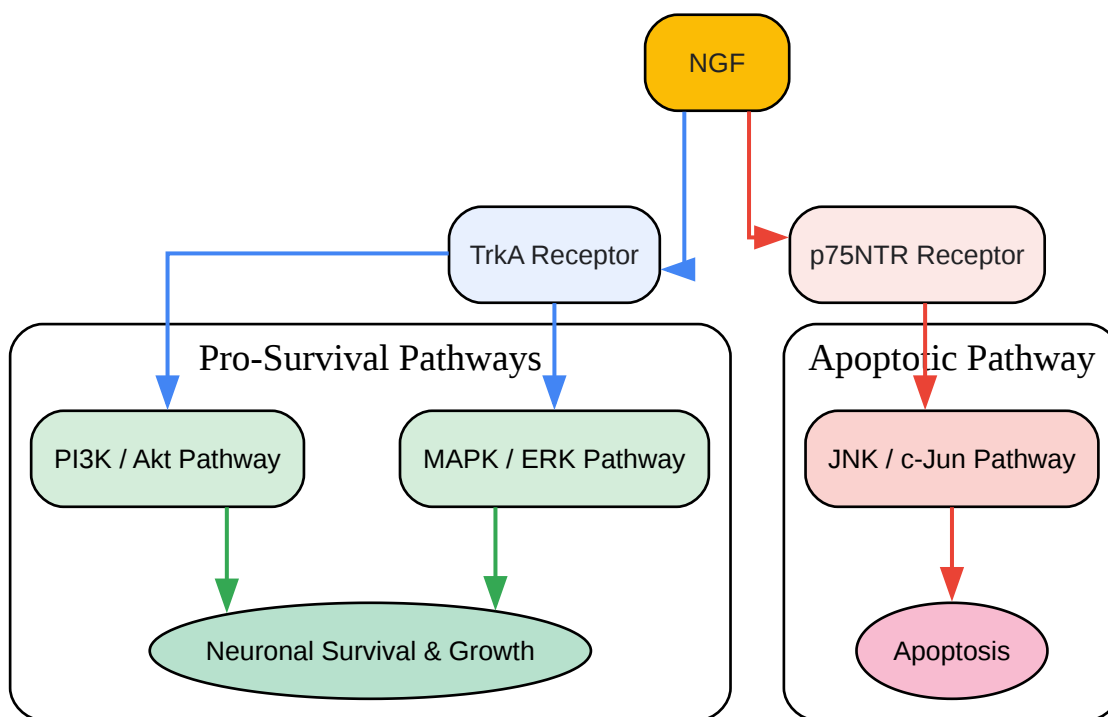 NGF
TrkA Receptor
p75NTR Receptor
Pro-Survival Pathways
Apoptotic Pathway
PI3K / Akt Pathway
MAPK / ERK Pathway
JNK / c-Jun Pathway
Neuronal Survival & Growth
Apoptosis